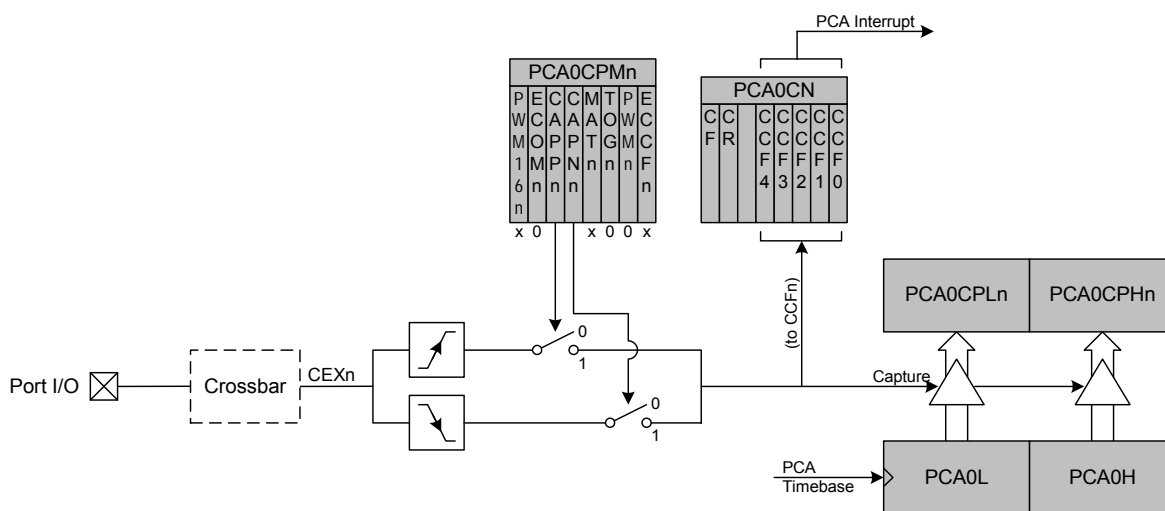 PCA Interrupt
PCA0CPMn
PWM16n ECOMn CAPPn CAPNn MATn TOGn PWMn ECCFn
x 0 x 0 0 x
PCA0CN
CF CR CCF4 CCF3 CCF2 CCF1 CCF0
(to CCFn)
PCA0CPLn PCA0CPHn
0
1
Port I/O
Crossbar
CEXn
Capture
0
1
PCA
Timebase
PCA0L PCA0H